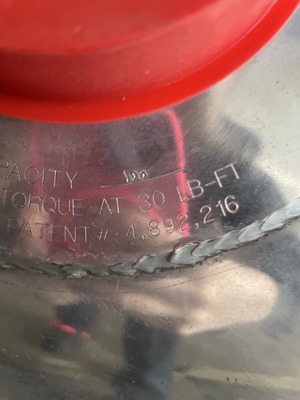 PACITY
TORQUE AT 30 LB-FT
PATENT # 4,892,216